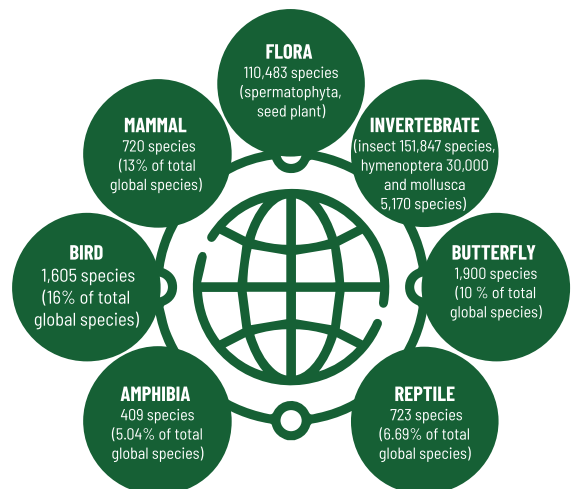 FLORA
110,483 species
(spermatophyta,
seed plant)
MAMMAL
720 species
(13% of total
global species)
INVERTEBRATE
(insect 151,847 species,
hymenoptera 30,000
and mollusca
5,170 species)
BIRD
1,605 species
(16% of total
global species)
BUTTERFLY
1,900 species
(10 % of total
global species)
AMPHIBIA
409 species
(5.04% of total
global species)
REPTILE
723 species
(6.69% of total
global species)